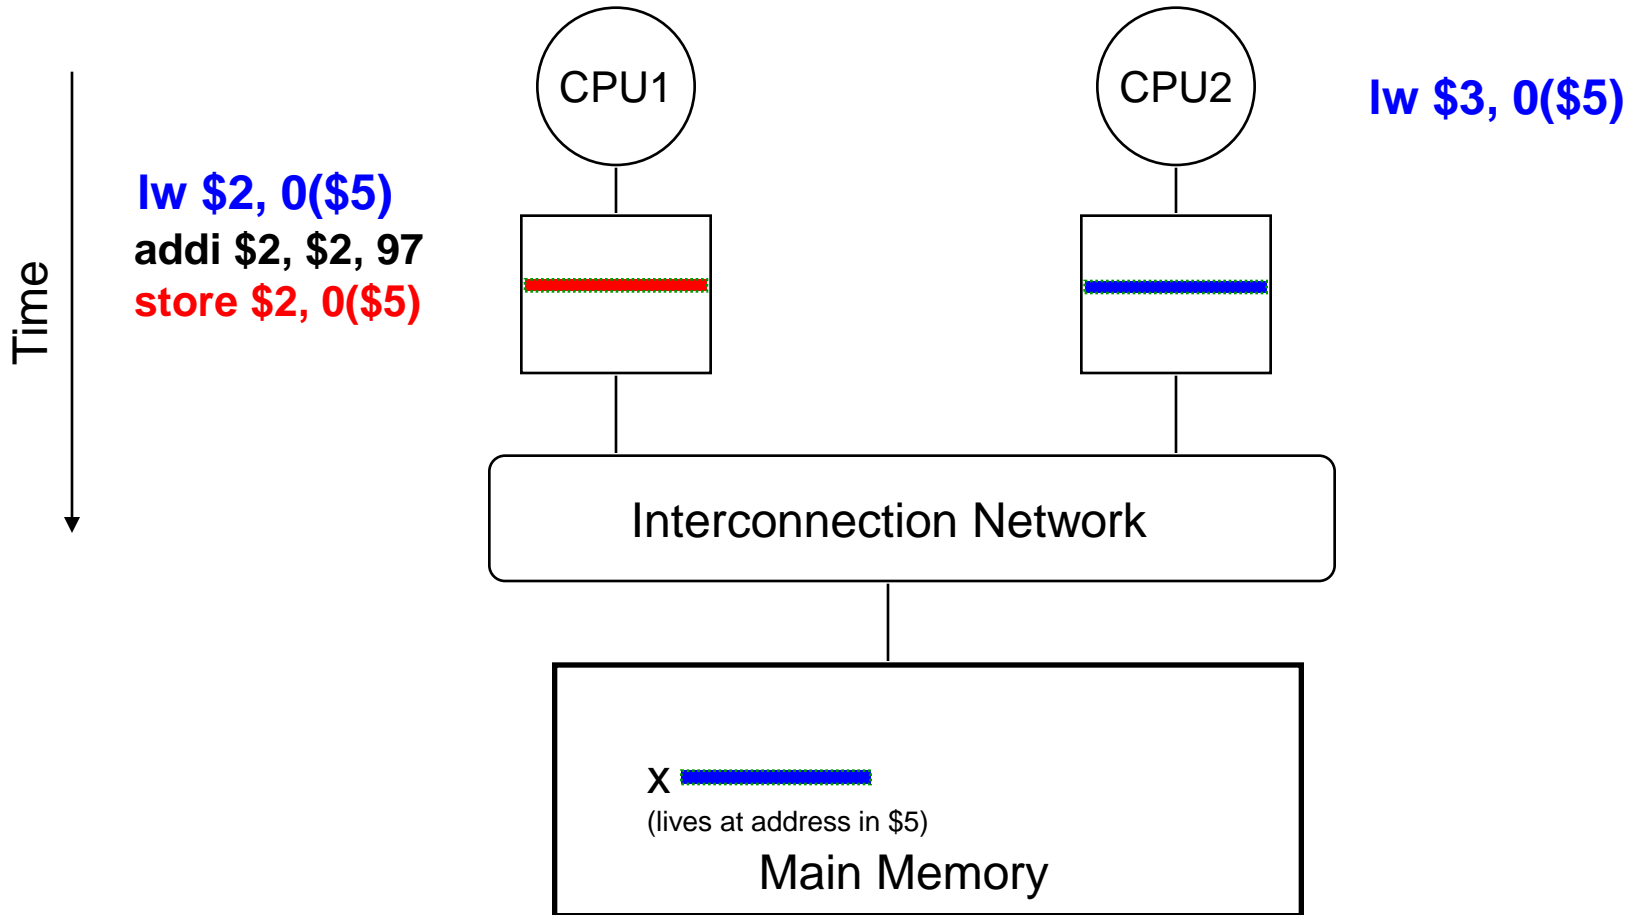 CPU1
CPU2
lw $3, 0($5)
lw $2, 0($5)
addi $2, $2, 97
store $2, 0($5)
Time
Interconnection Network
x
(lives at address in $5)
Main Memory